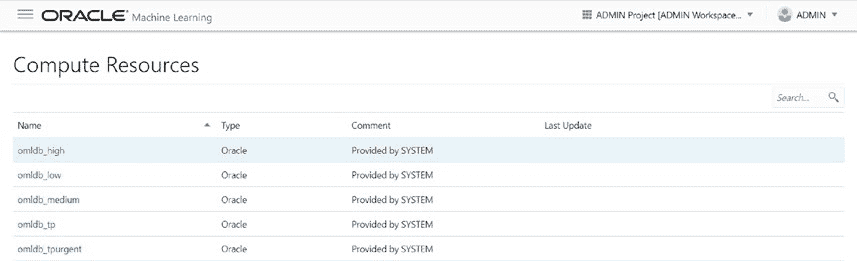 ORACLE® Machine Learning ADMIN Project [ADMIN Workspace... ADMIN
Compute Resources
Search...
Name Type Comment Last Update
omldb_high Oracle Provided by SYSTEM
omldb_low Oracle Provided by SYSTEM
omldb_medium Oracle Provided by SYSTEM
omldb_tp Oracle Provided by SYSTEM
omldb_tpurgent Oracle Provided by SYSTEM